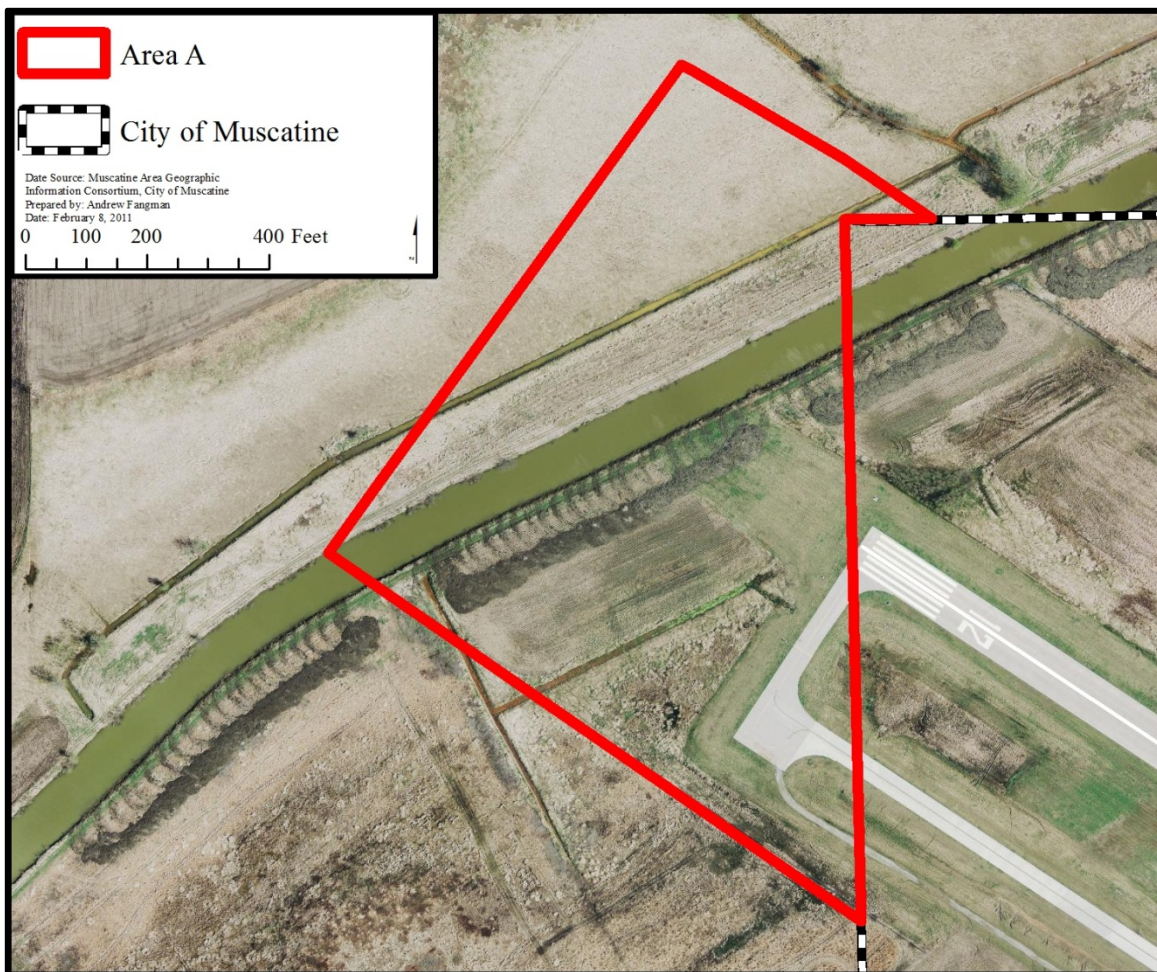 Area A
City of Muscatine
Date Source: Muscatine Area Geographic
Information Consortium, City of Muscatine
Prepared by: Andrew Fangman
Date: February 8, 2011
0 100 200 400 Feet
N
12